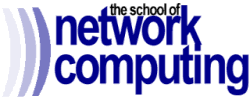 the school of
network
computing